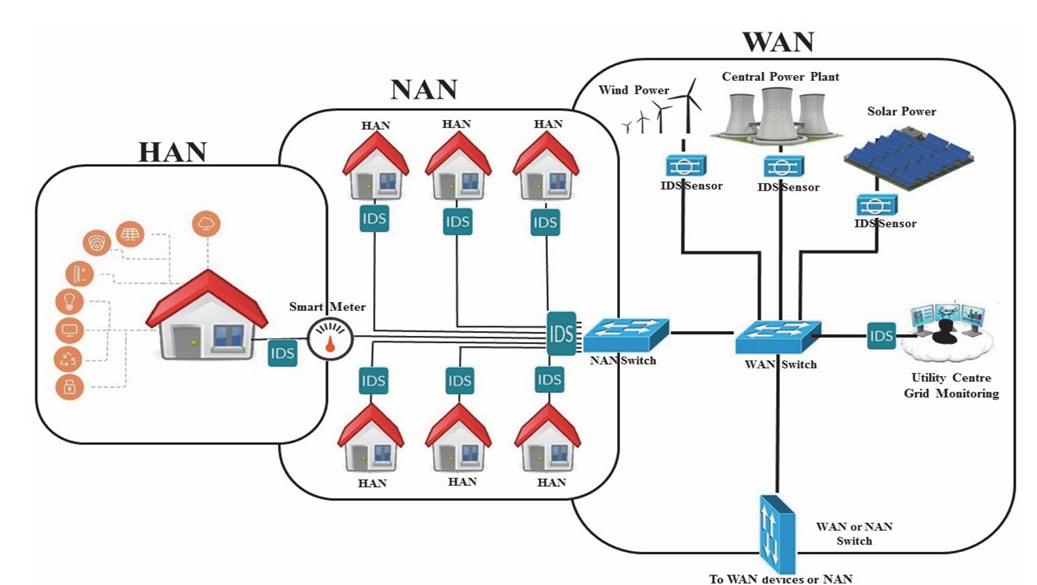 WAN
NAN
HAN
Wind Power
Central Power Plant
Solar Power
HAN
HAN
HAN
IDS Sensor
IDS Sensor
IDS Sensor
IDS
IDS
IDS
Smart Meter
IDS
IDS
NAN Switch
WAN Switch
IDS
Utility Centre
Grid Monitoring
IDS
IDS
IDS
HAN
HAN
HAN
WAN or NAN
Switch
To WAN devices or NAN